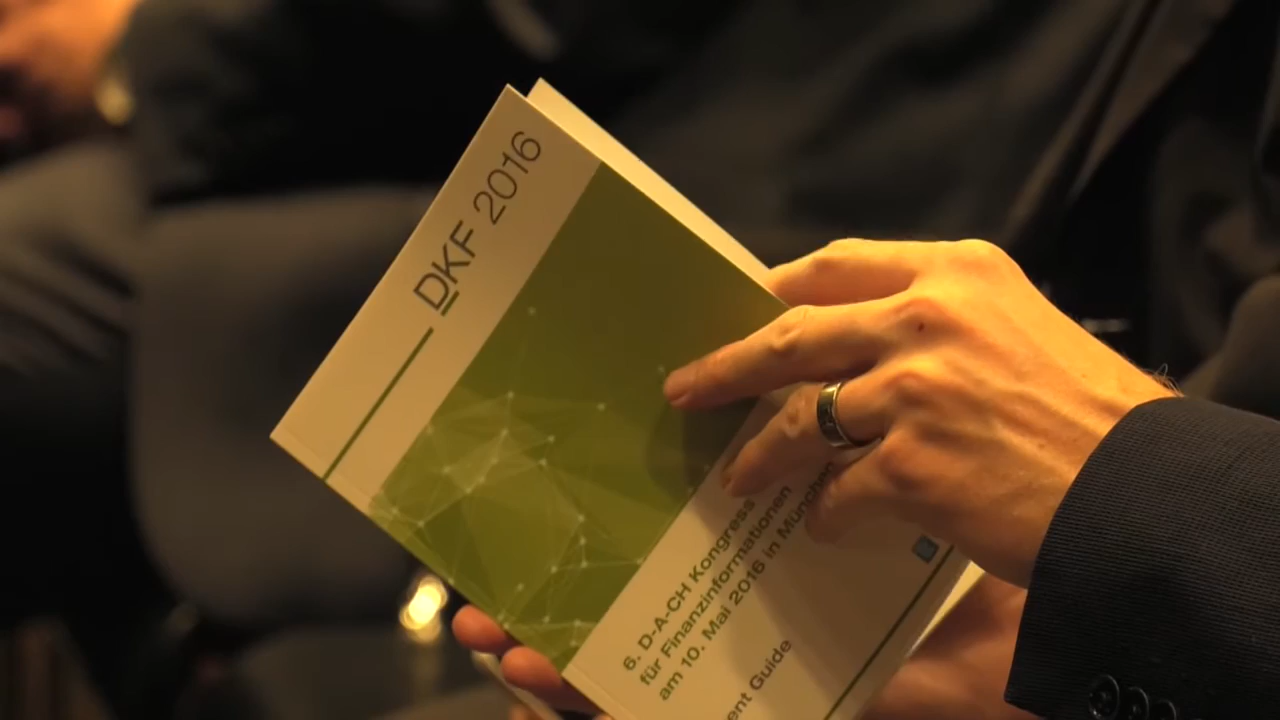 DKF 2016
6. D-A-CH Kongress
für Finanzinformationen
am 10. Mai 2016 in München
Guide